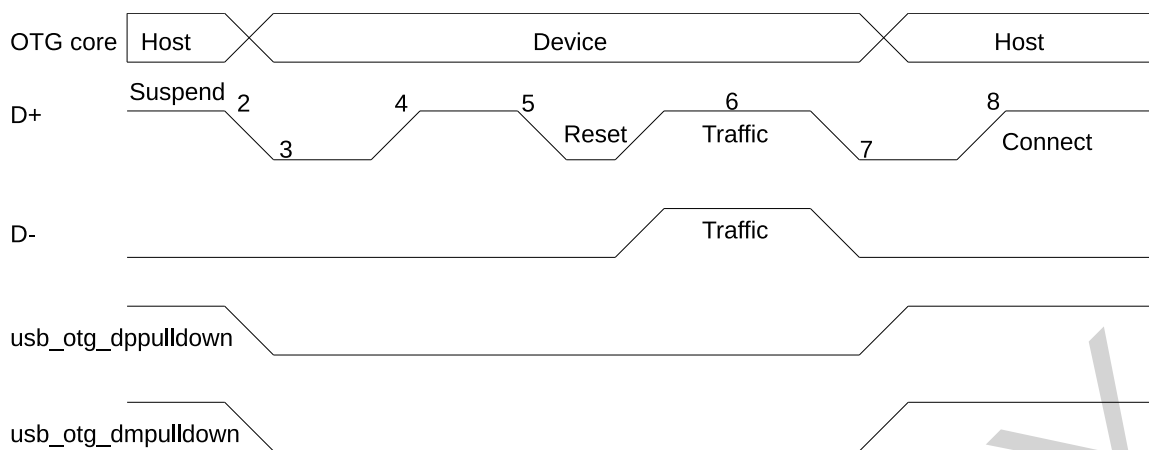 OTG core Host Device Host
Suspend 2 4 5 6 8
D+
3 Reset Traffic 7 Connect
D- Traffic
usb_otg_dppulldown
usb_otg_dmpulldown